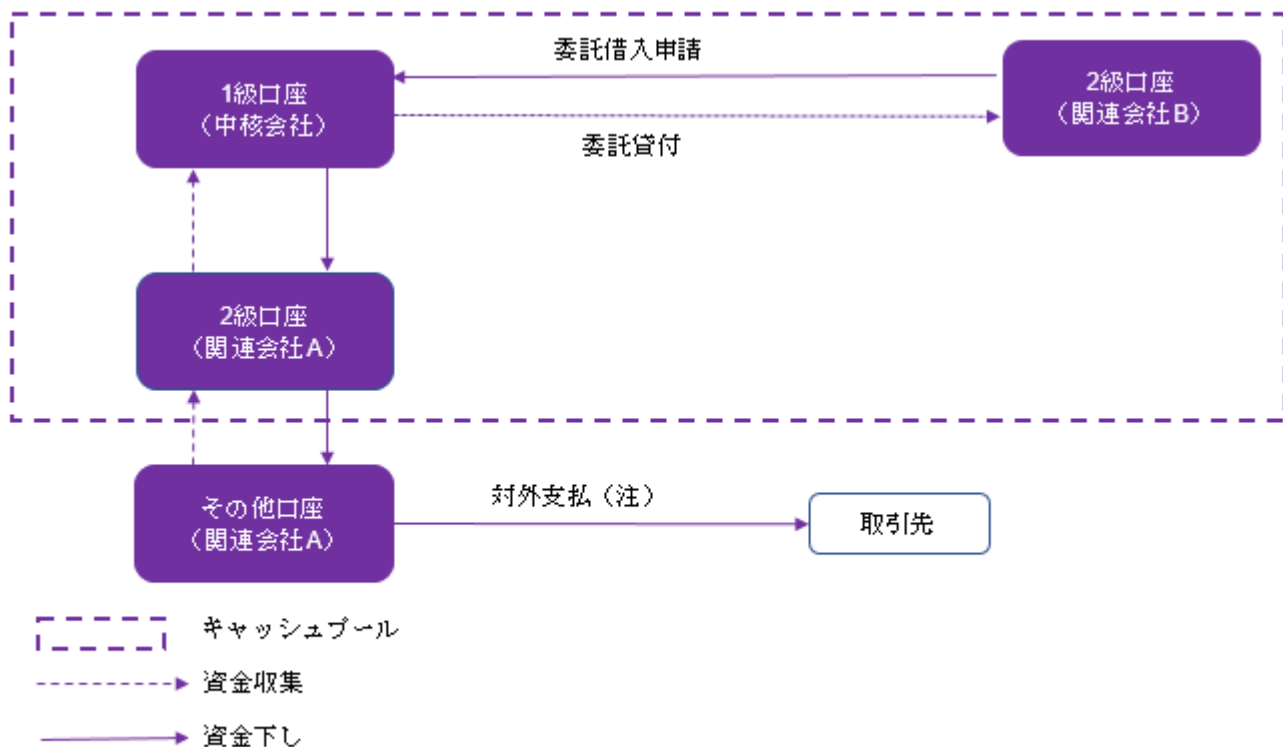 委託借入申請
1級口座
（中核会社）
2級口座
（関連会社B）
委託貸付
2級口座
（関連会社A）
その他口座
（関連会社A）
対外支払（注）
取引先
キャッシュプール
資金収集
資金下し